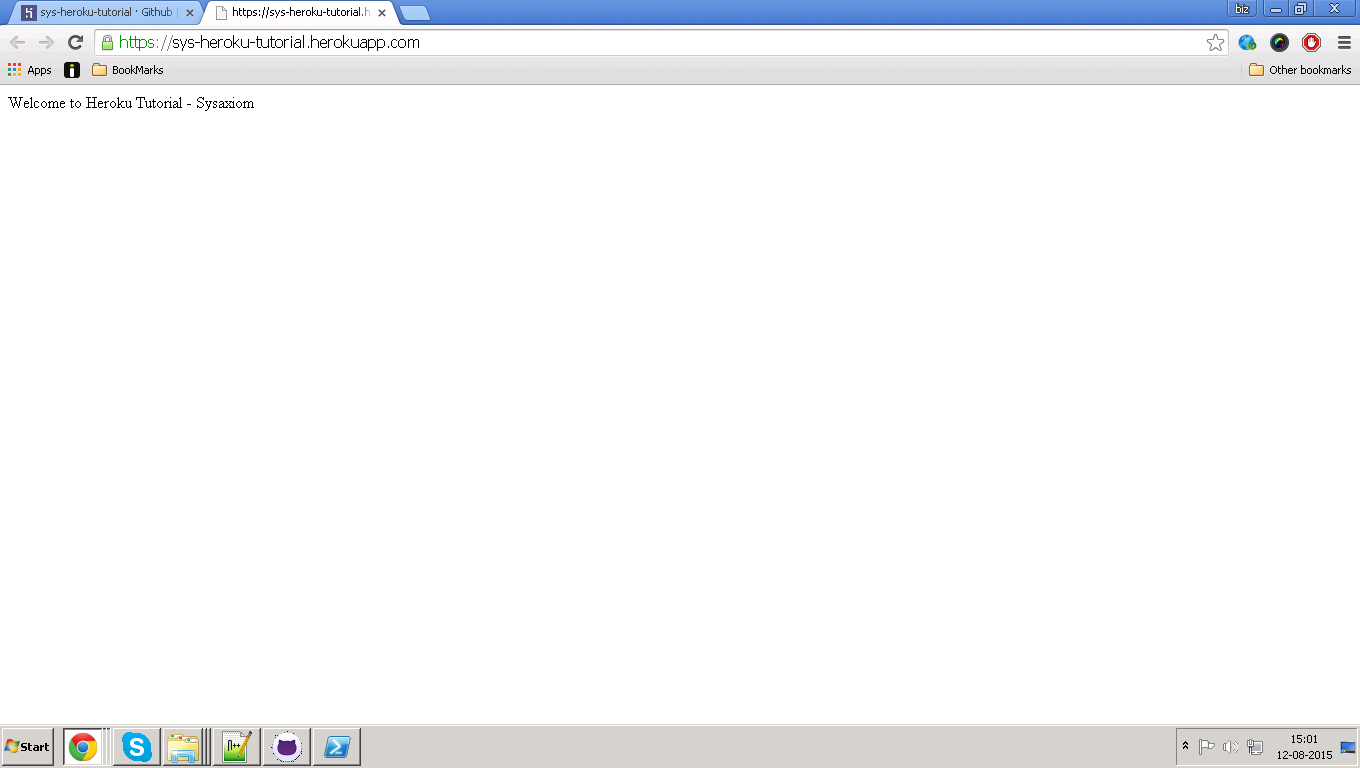 sys-heroku-tutorial · Github |
https://sys-heroku-tutorial.h
biz
https://sys-heroku-tutorial.herokuapp.com
Apps
BookMarks
Other bookmarks
Welcome to Heroku Tutorial - Sysaxiom
Start
15:01
12-08-2015